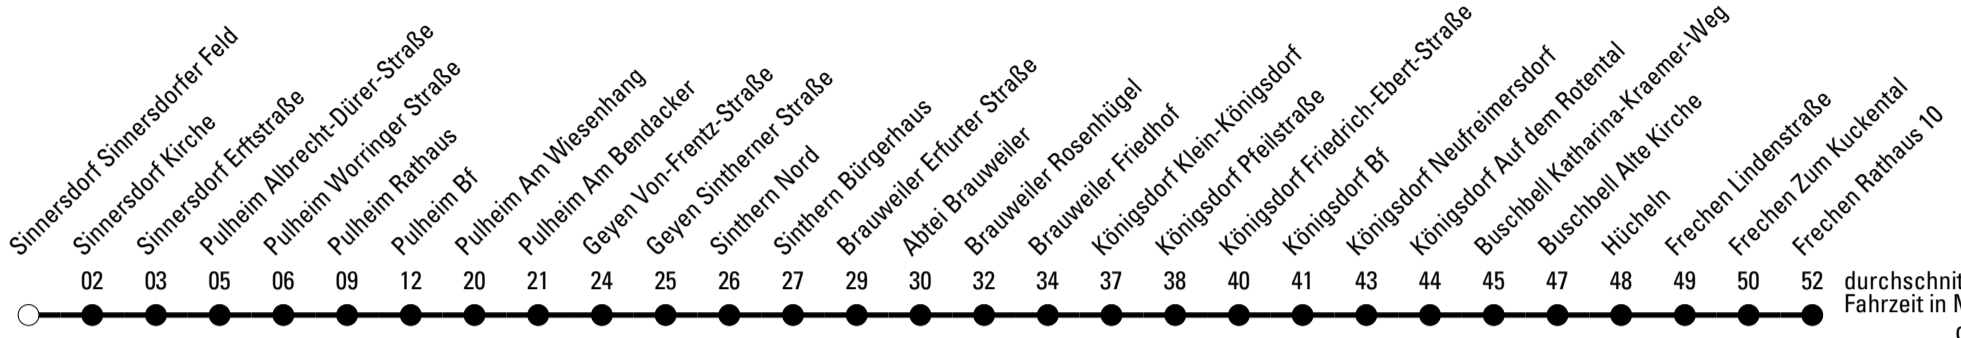 Sinnersdorf Sinnersdorfer Feld
Sinnersdorf Kirche
Sinnersdorf Erftstraße
Pulheim Albrecht-Dürer-Straße
Pulheim Worringer Straße
Pulheim Rathaus
Pulheim Bf
Pulheim Am Wiesenhang
Pulheim Am Bendacker
Geyen Von-Frentz-Straße
Geyen Sintherner Straße
Sinthern Nord
Sinthern Bürgerhaus
Brauweiler Erfurter Straße
Abtei Brauweiler
Brauweiler Rosenhügel
Brauweiler Friedhof
Königsdorf Klein-Königsdorf
Königsdorf Pfeilstraße
Königsdorf Friedrich-Ebert-Straße
Königsdorf Bf
Königsdorf Neufreimersdorf
Königsdorf Auf dem Rotental
Buschbell Katharina-Kraemer-Weg
Buschbell Alte Kirche
Hücheln
Frechen Lindenstraße
Frechen Zum Kuckental
Frechen Rathaus 10
02 03 05 06 09 12 20 21 24 25 26 27 29 30 32 34 37 38 40 41 43 44 45 47 48 49 50 52 durchschnit
Fahrzeit in